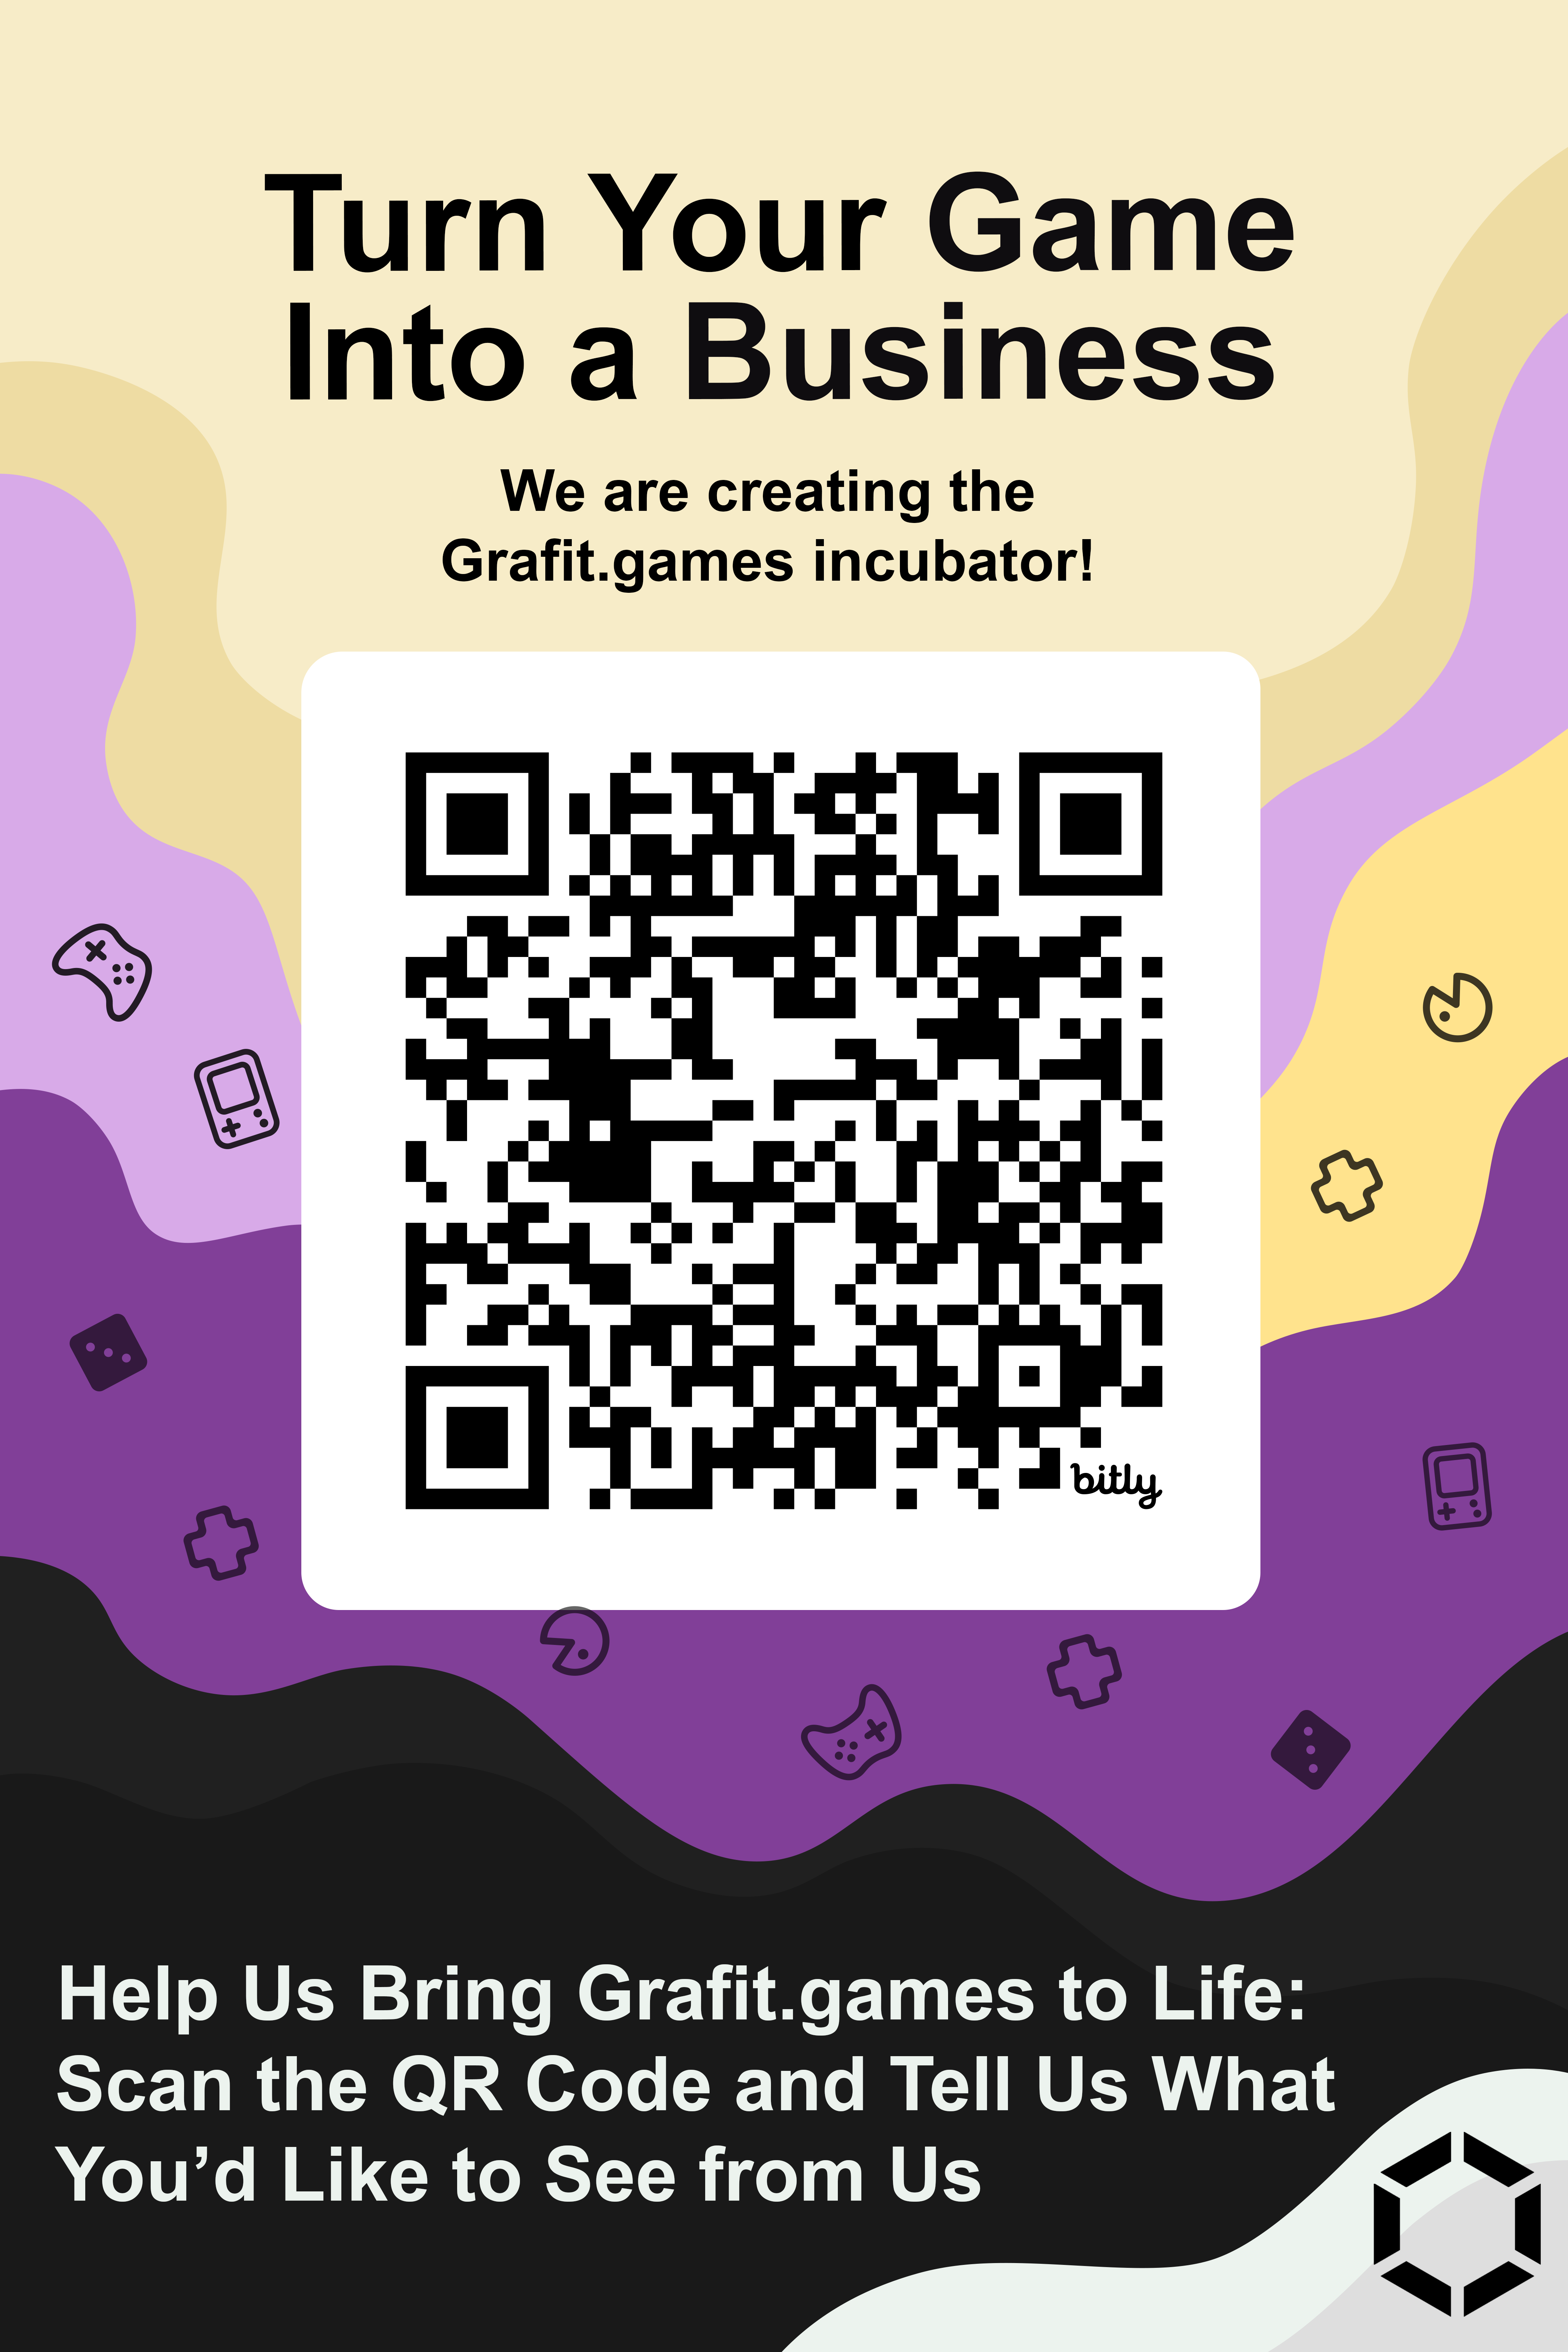 Turn Your Game
Into a Business
We are creating the
Grafit.games incubator!
bitly
Help Us Bring Grafit.games to Life:
Scan the QR Code and Tell Us What
You’d Like to See from Us